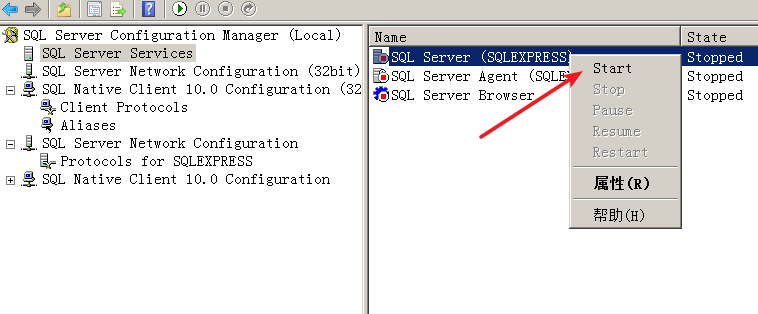 SQL Server Configuration Manager (Local)
SQL Server Services
SQL Server Network Configuration (32bit)
SQL Native Client 10.0 Configuration (32
Client Protocols
Aliases
SQL Server Network Configuration
Protocols for SQLEXPRESS
SQL Native Client 10.0 Configuration
Name State
SQL Server (SQLEXPRESS) Stopped
SQL Server Agent (SQLE Stopped
SQL Server Browser Stopped
Start
Stop
Pause
Resume
Restart
属性(R)
帮助(H)